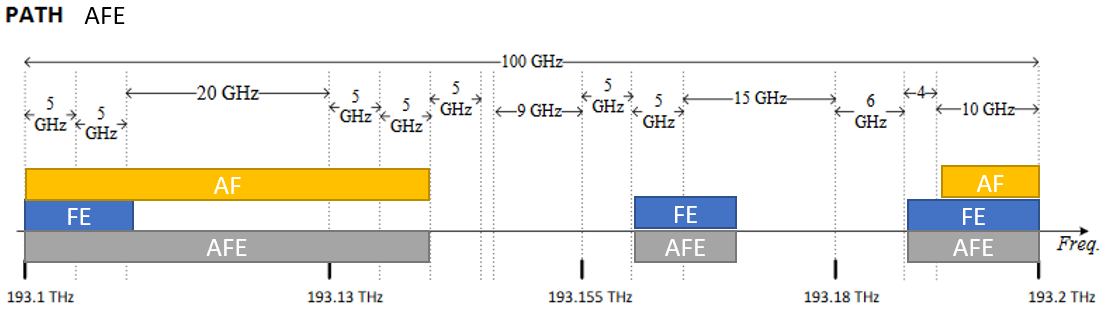 PATH AFE
100 GHz
5 GHz
5 GHz
20 GHz
5 GHz
5 GHz
5 GHz
9 GHz
5 GHz
5 GHz
15 GHz
6 GHz
4
10 GHz
AF
AF
FE
FE
FE
AFE
AFE
AFE
Freq.
193.1 THz
193.13 THz
193.155 THz
193.18 THz
193.2 THz